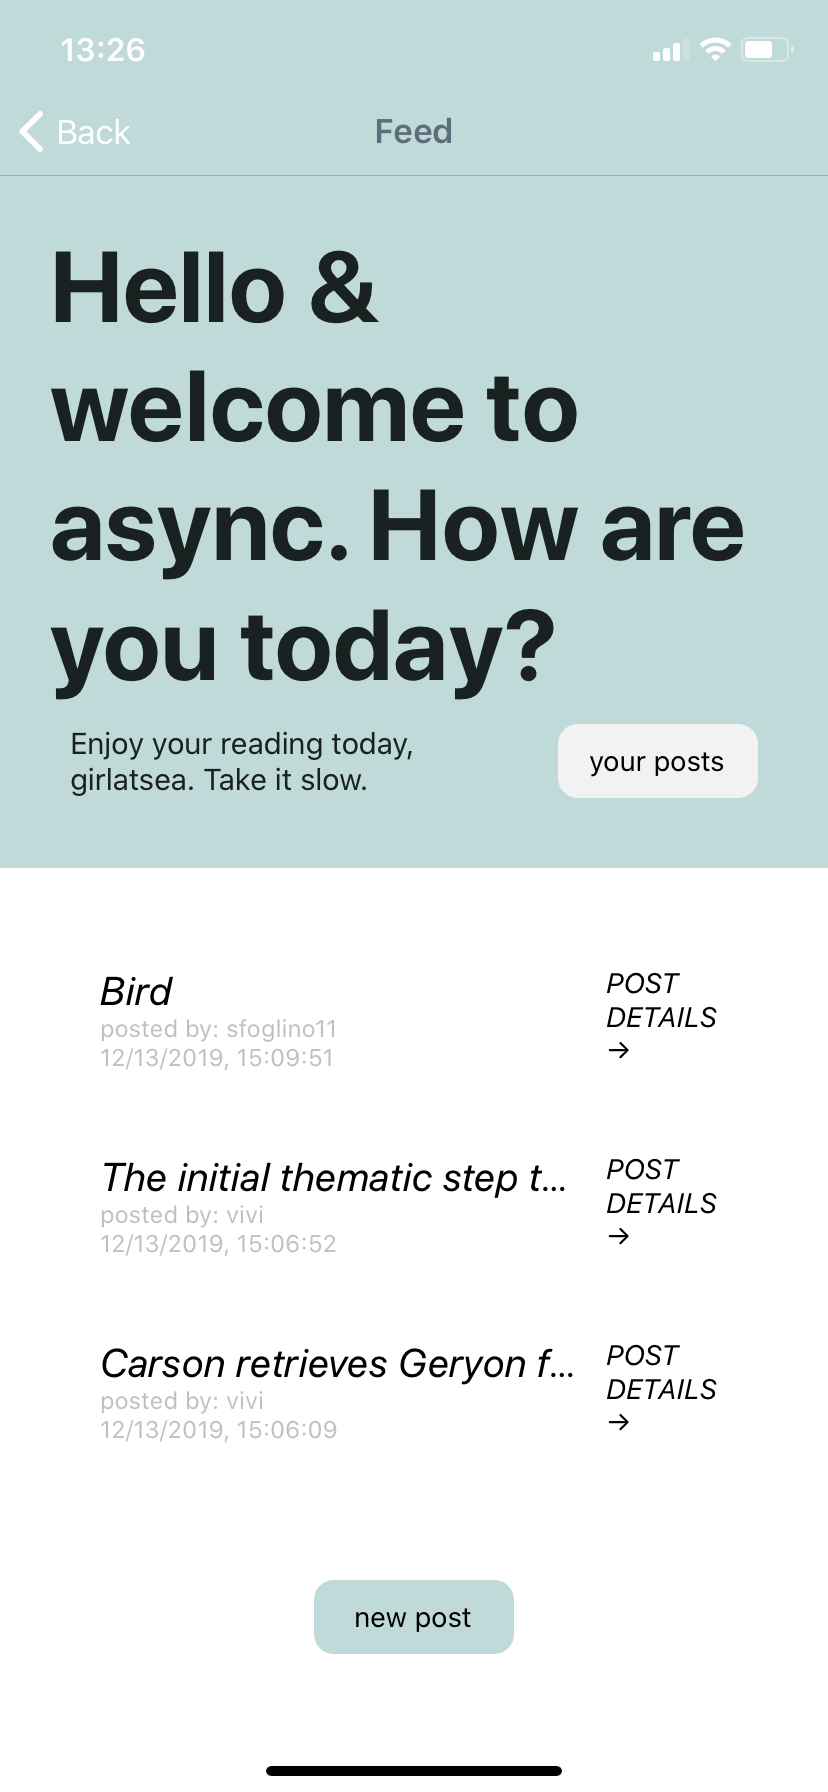 13:26
Back
Feed
Hello &
welcome to
async. How are
you today?
Enjoy your reading today,
girlatsea. Take it slow.
your posts
Bird
posted by: sfoglino11
12/13/2019, 15:09:51
POST
DETAILS
→
The initial thematic step t...
posted by: vivi
12/13/2019, 15:06:52
POST
DETAILS
→
Carson retrieves Geryon f...
posted by: vivi
12/13/2019, 15:06:09
POST
DETAILS
→
new post